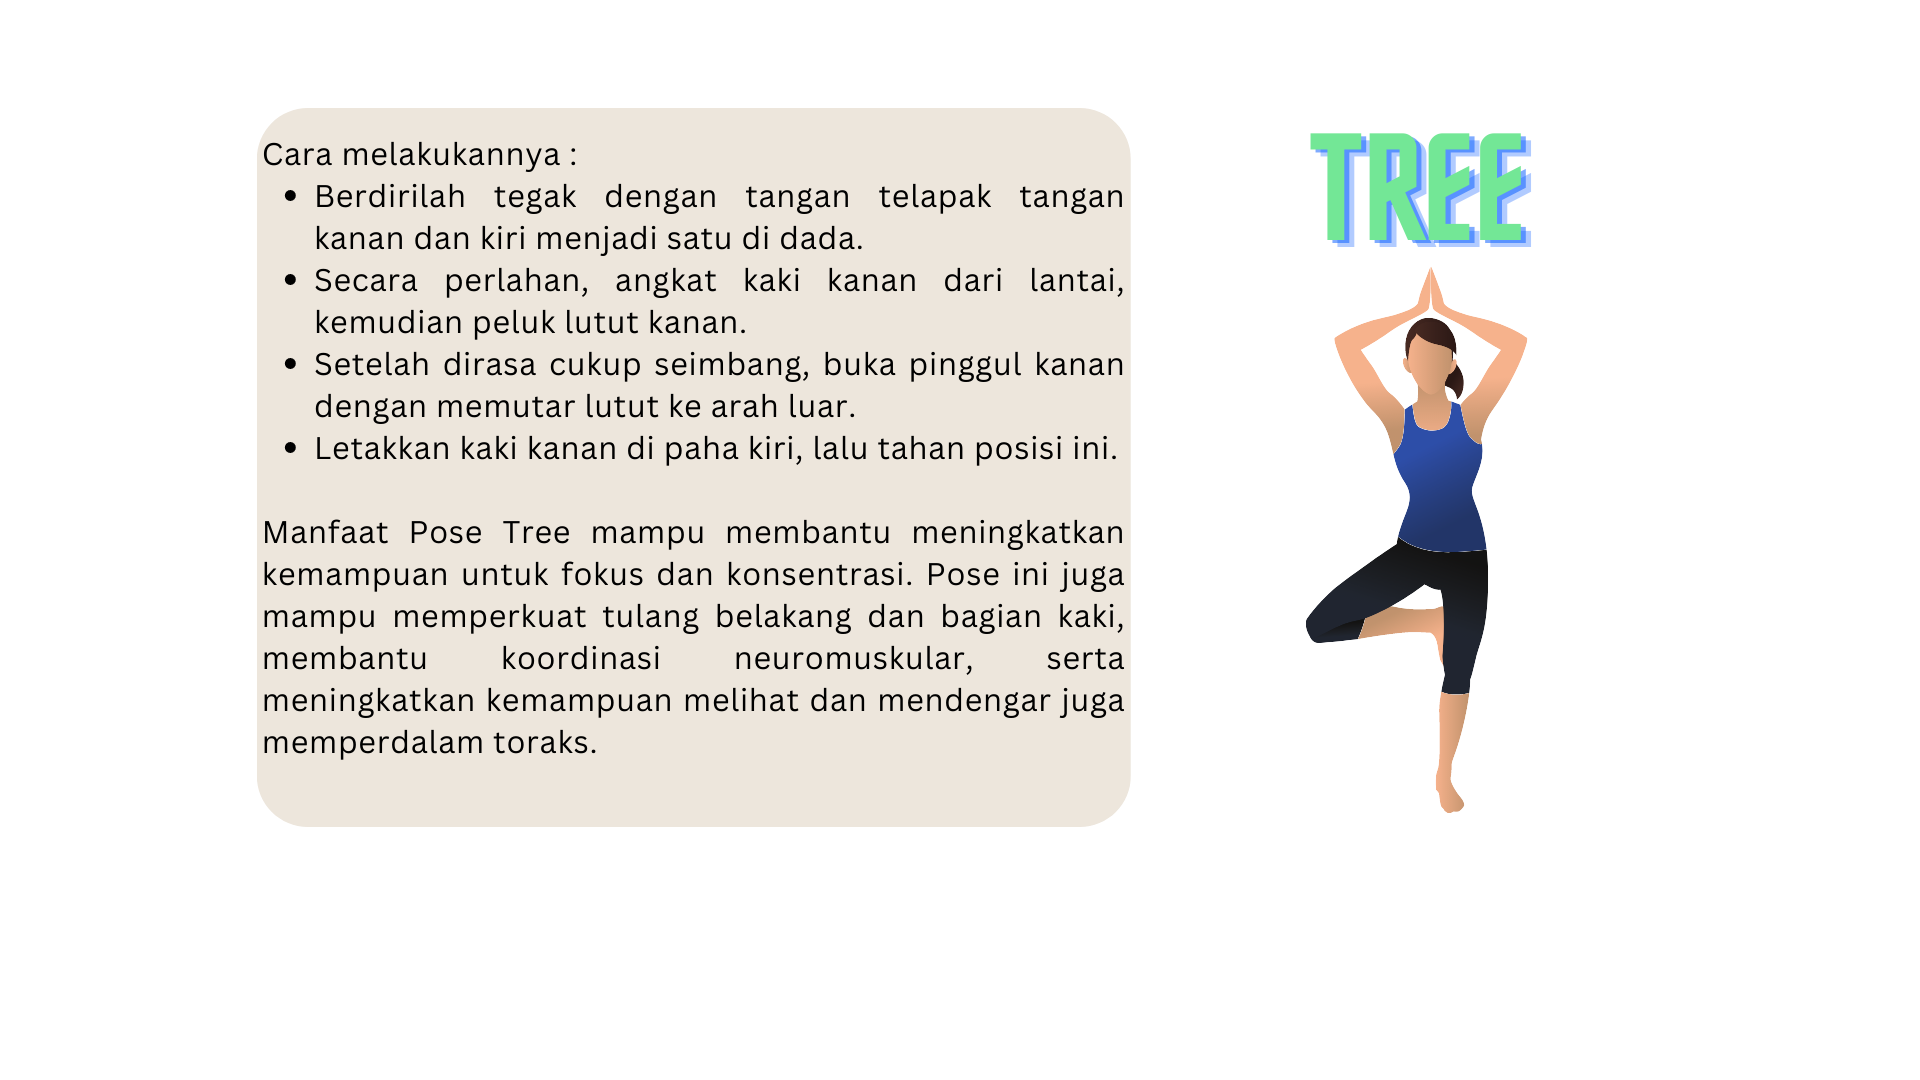 Cara melakukannya :
• Berdirilah tegak dengan tangan telapak tangan
kanan dan kiri menjadi satu di dada.
• Secara perlahan, angkat kaki kanan dari lantai,
kemudian peluk lutut kanan.
• Setelah dirasa cukup seimbang, buka pinggul kanan
dengan memutar lutut ke arah luar.
• Letakkan kaki kanan di paha kiri, lalu tahan posisi ini.
Manfaat Pose Tree mampu membantu meningkatkan
kemampuan untuk fokus dan konsentrasi. Pose ini juga
mampu memperkuat tulang belakang dan bagian kaki,
membantu koordinasi neuromuskular, serta
meningkatkan kemampuan melihat dan mendengar juga
memperdalam toraks.
TREE